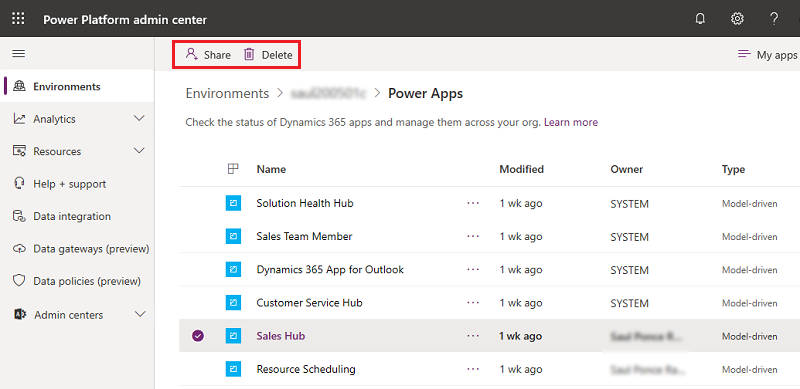 Power Platform admin center
?
Share Delete My apps
Environments
Analytics
Resources
Help + support
Data integration
Data gateways (preview)
Data policies (preview)
Admin centers
Environments > > Power Apps
Check the status of Dynamics 365 apps and manage them across your org. Learn more
Name Modified Owner Type
Solution Health Hub ... 1 wk ago SYSTEM Model-driven
Sales Team Member ... 1 wk ago SYSTEM Model-driven
Dynamics 365 App for Outlook ... 1 wk ago SYSTEM Model-driven
Customer Service Hub ... 1 wk ago SYSTEM Model-driven
Sales Hub ... 1 wk ago Model-driven
Resource Scheduling ... 1 wk ago Model-driven